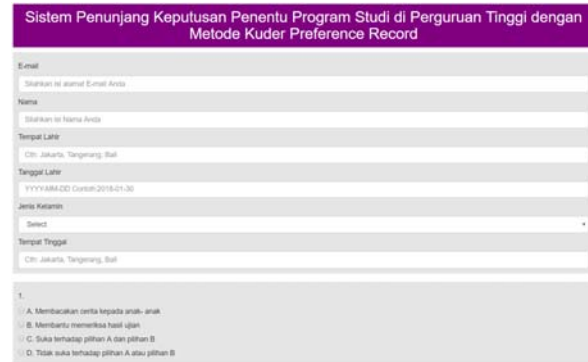 Sistem Penunjang Keputusan Penentu Program Studi di Perguruan Tinggi dengan
Metode Kuder Preference Record
E-mail
Silahkan isi alamat E-mail Anda
Nama
Silahkan isi Nama Anda
Tempat Lahir
Cth: Jakarta, Tangerang, Bali
Tanggal Lahir
YYYY-MM-DD Contoh:2018-01-30
Jenis Kelamin
Select
Tempat Tinggal
Cth: Jakarta, Tangerang, Bali
1.
A. Membacakan cerita kepada anak- anak
B. Membantu memeriksa hasil ujian
C. Suka terhadap pilihan A dan pilihan B
D. Tidak suka terhadap pilihan A atau pilihan B